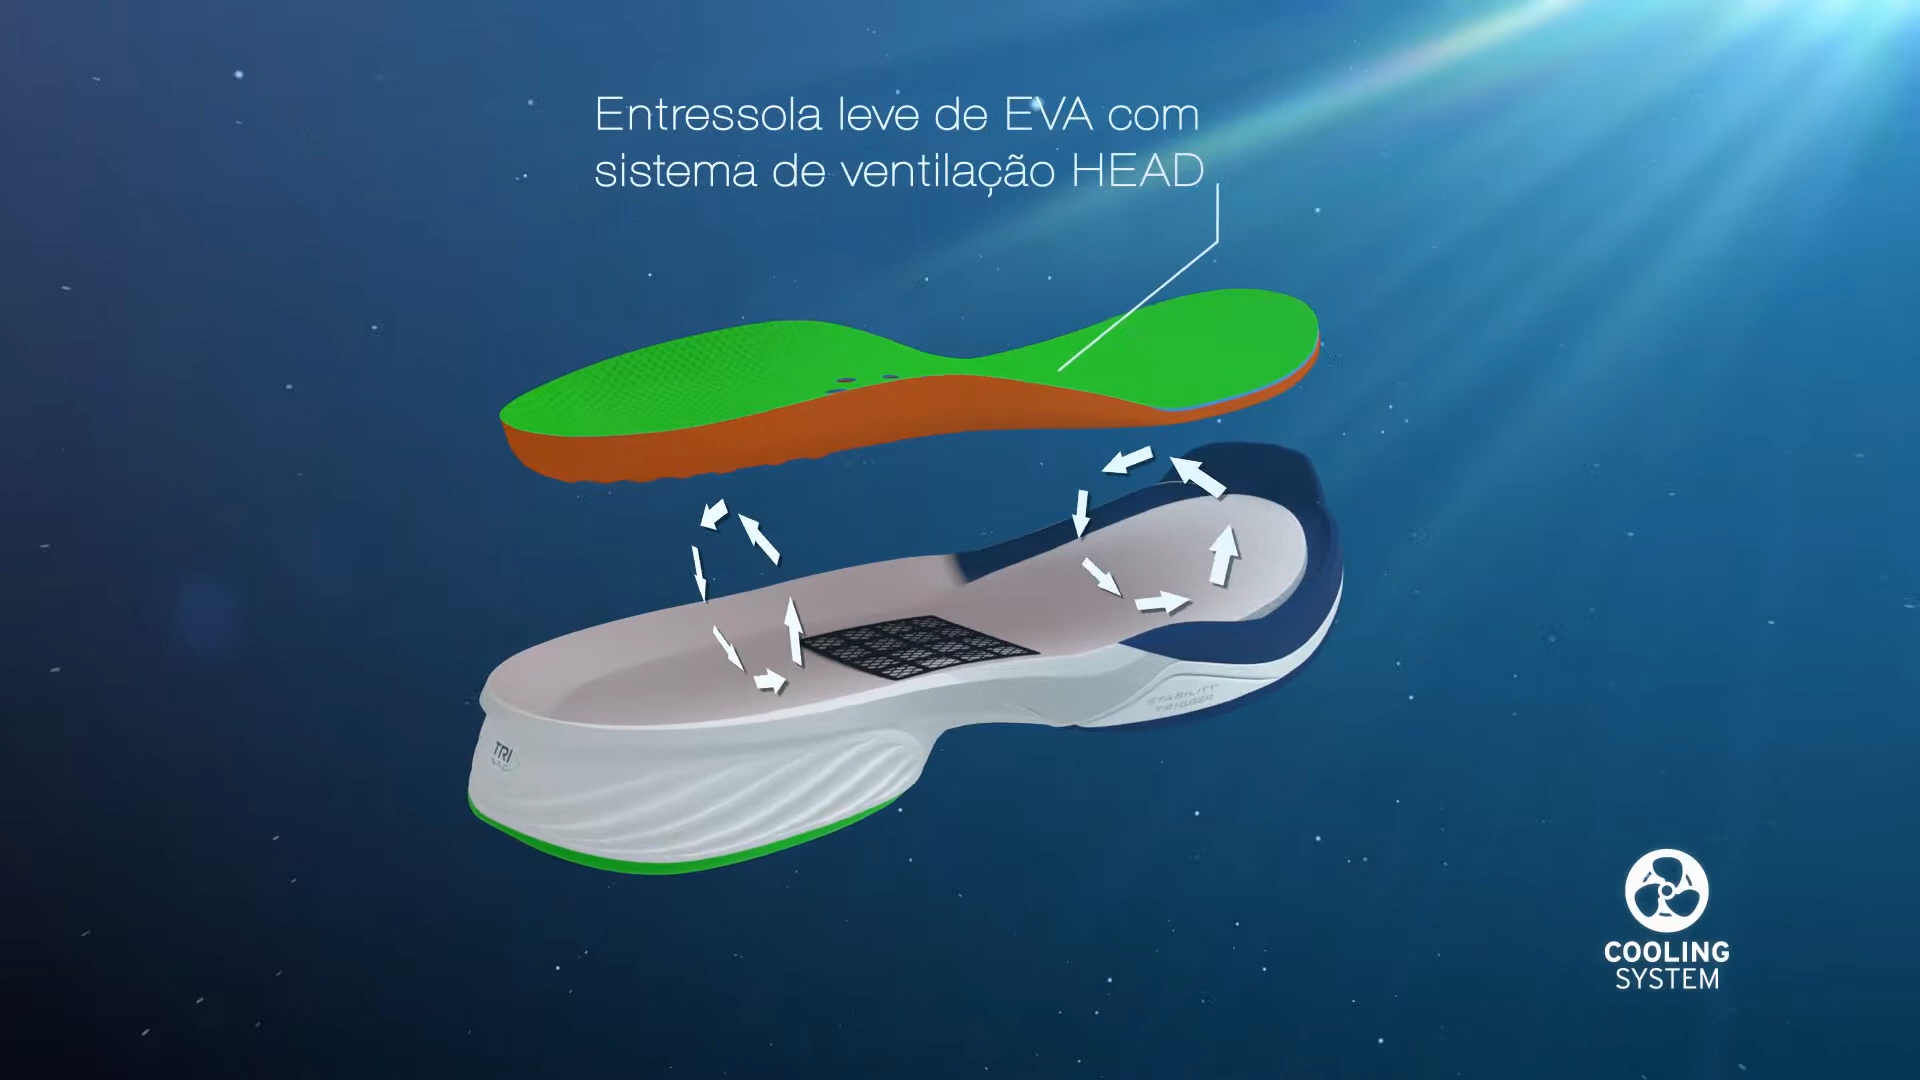 Entressola leve de EVA com
sistema de ventilação HEAD
STABILITY
TRIGGER
TRI
COOLING
SYSTEM